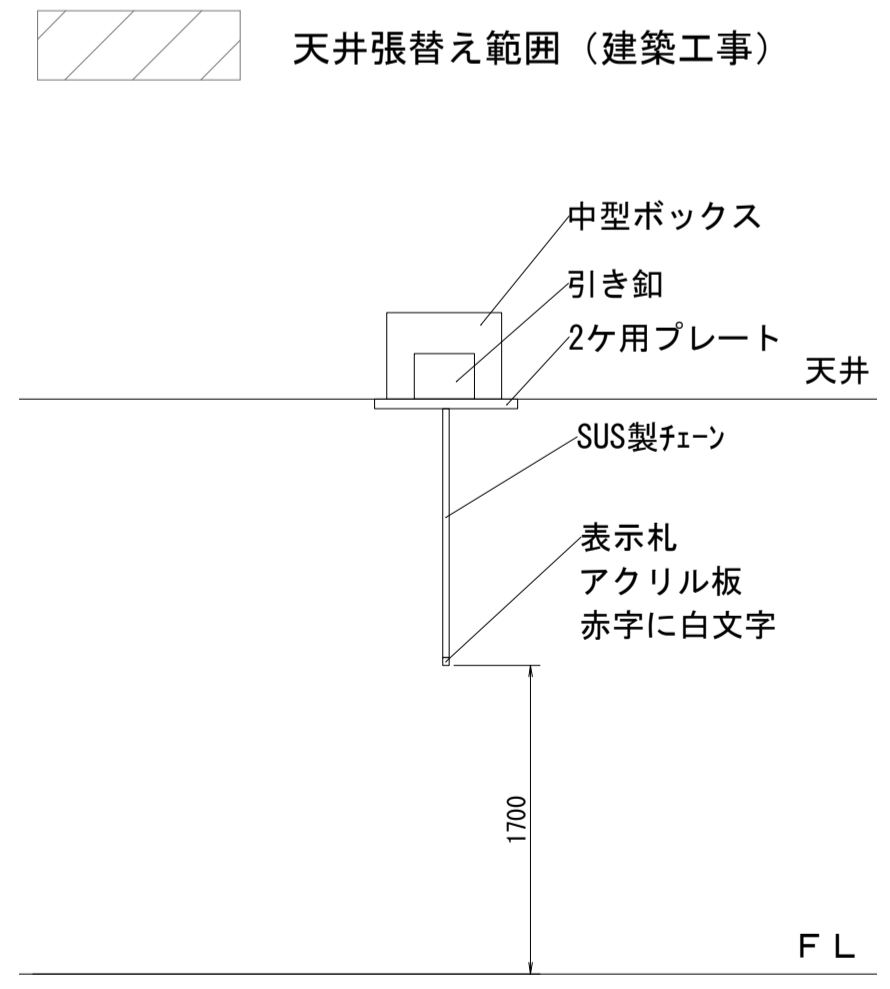 天井張替え範囲（建築工事）
中型ボックス
引き釦
2ケ用プレート
天井
SUS製ﾁｪｰﾝ
表示札
アクリル板
赤字に白文字
1700
ＦＬ